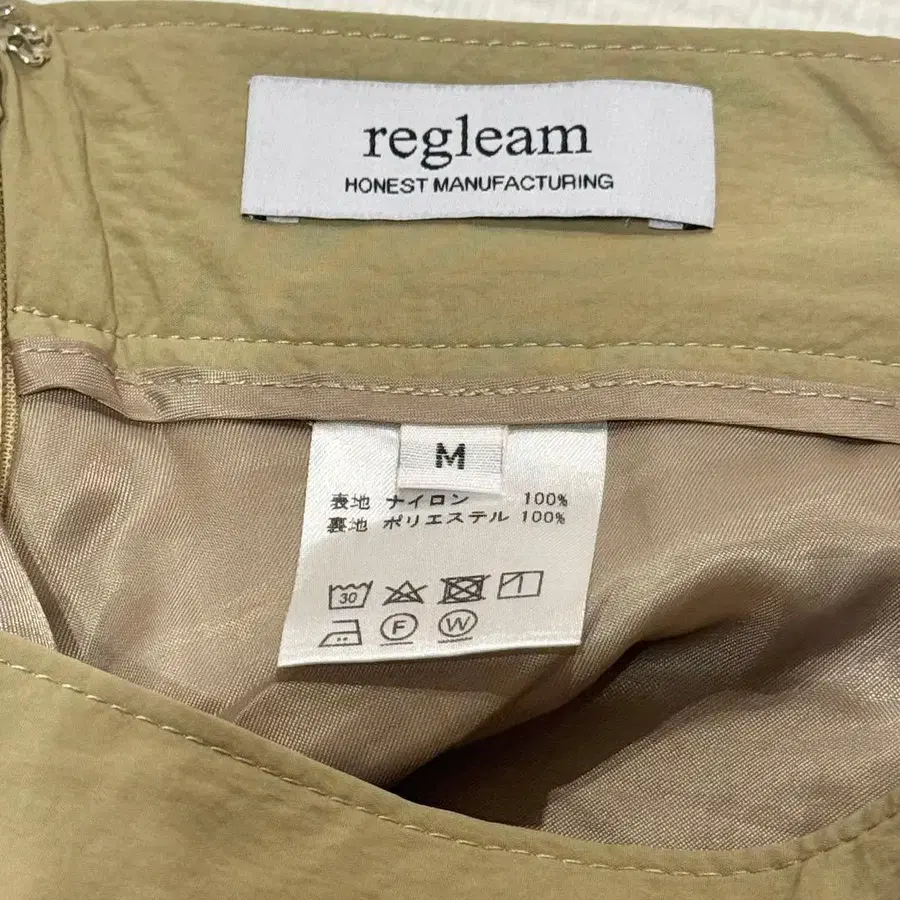 regleam
HONEST MANUFACTURING
M
表地 ナイロン 100%
裏地 ポリエステル 100%
30
F W